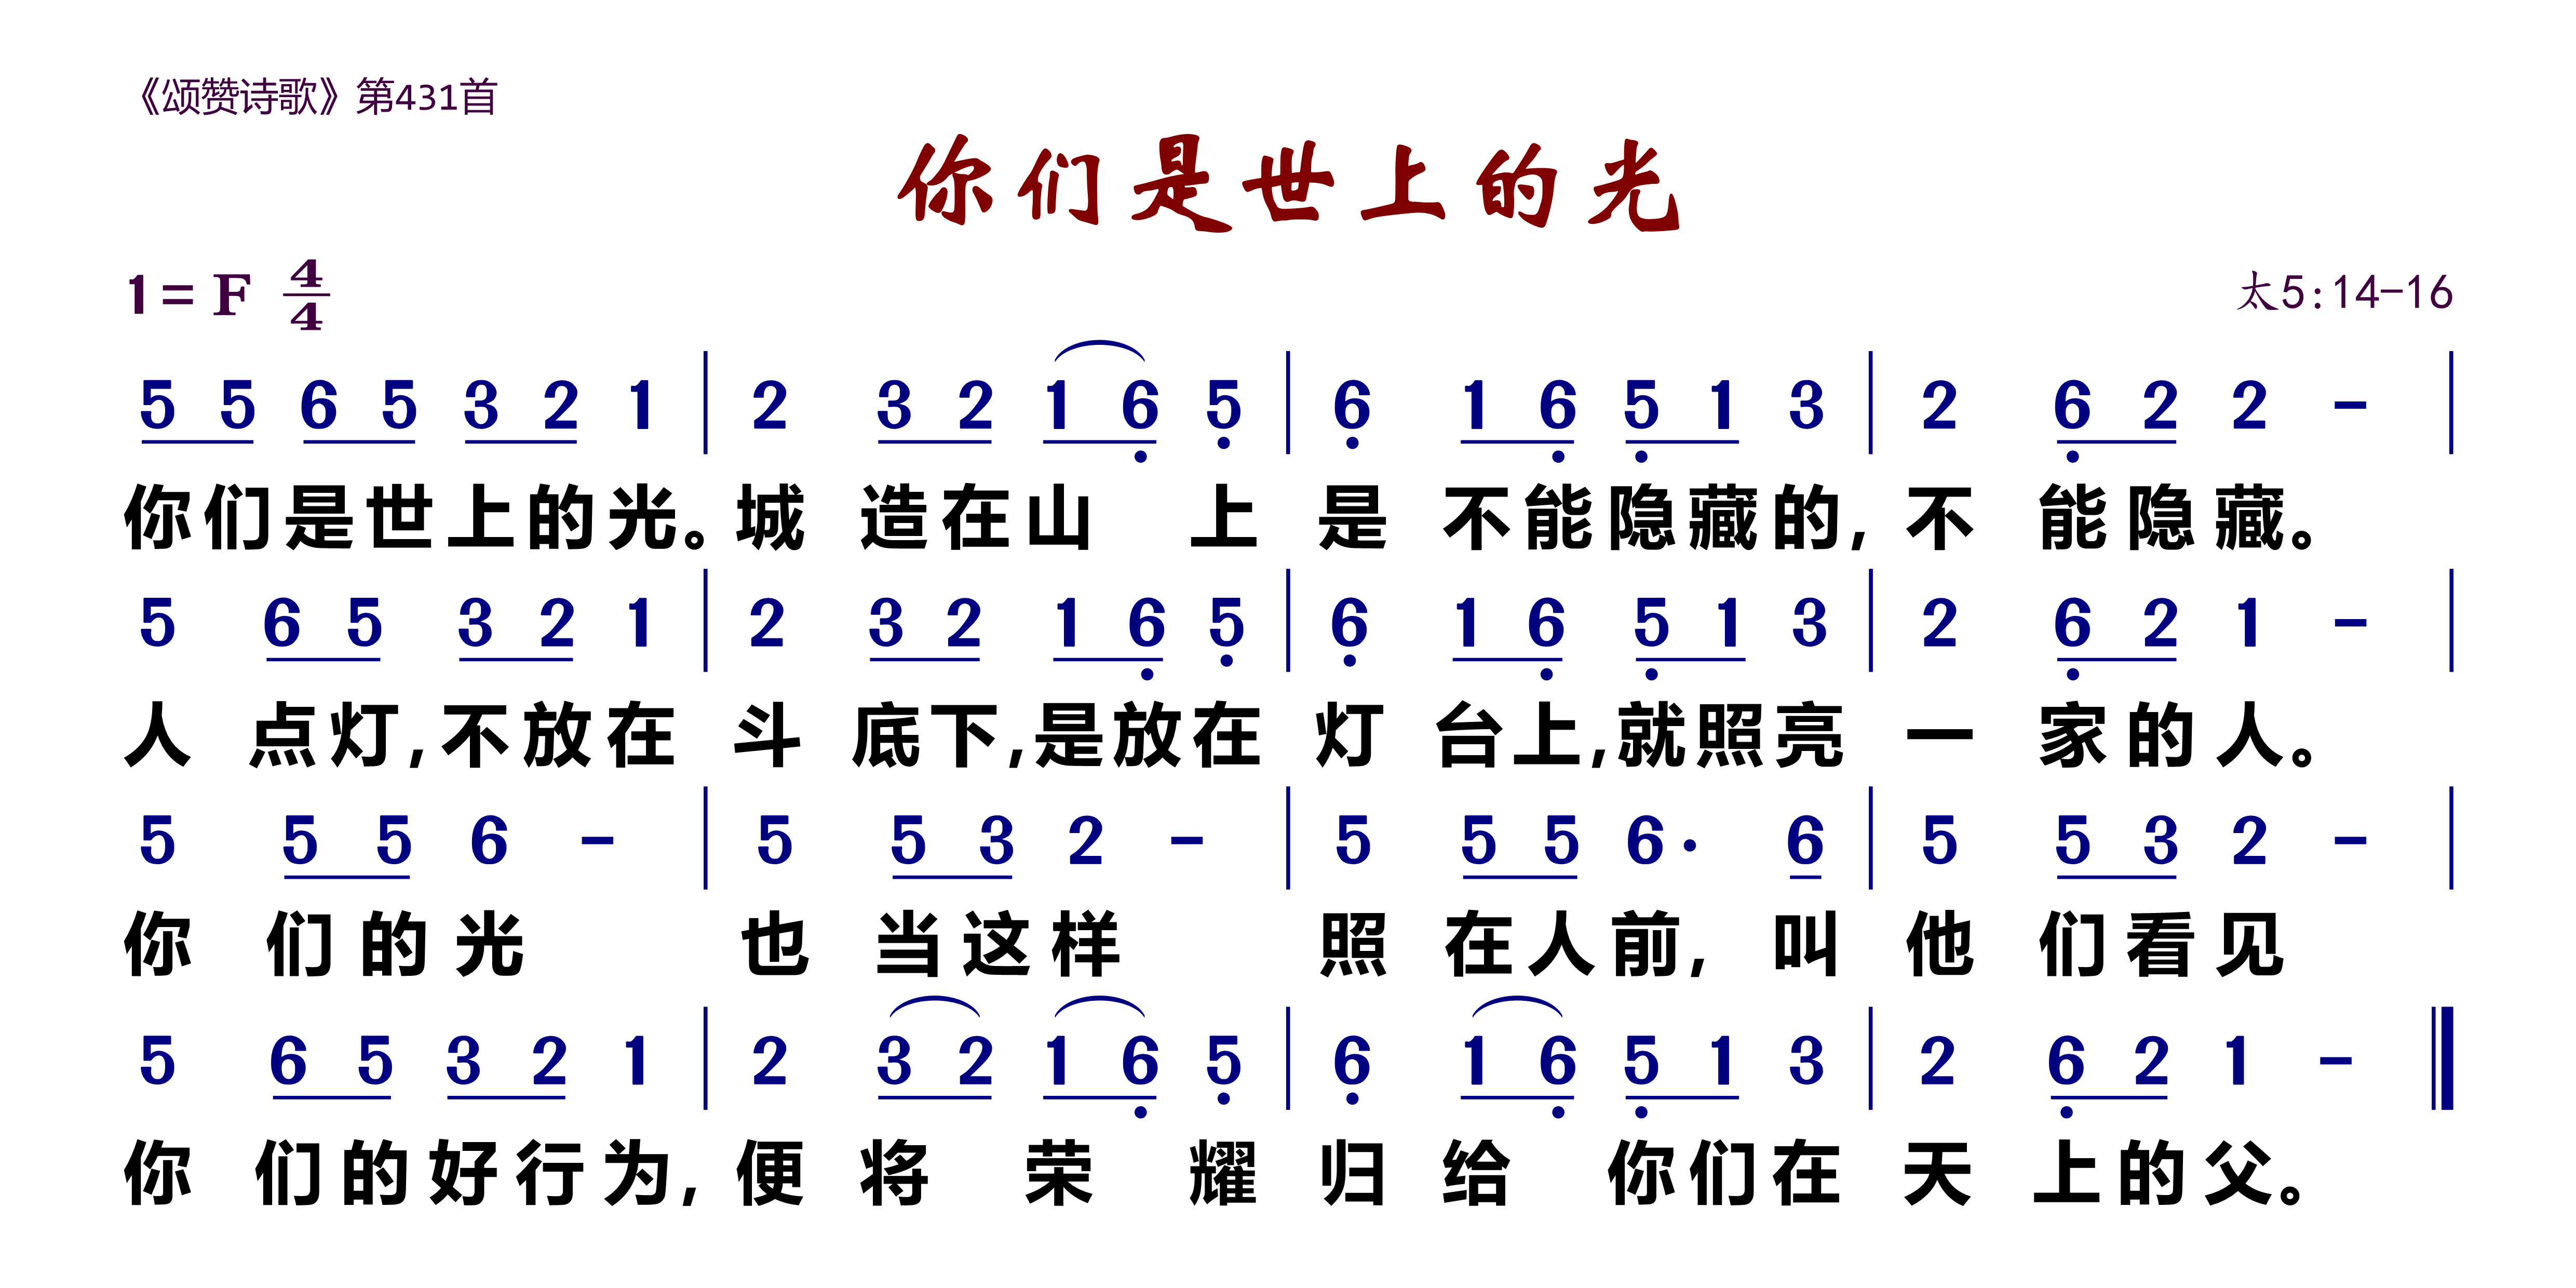 《颂赞诗歌》第431首
你们是世上的光
1=F 4/4
太5:14-16
5 5 6 5 3 2 1 | 2 3 2 1 6̣ 5̣ | 6̣ 1 6̣ 5̣ 1 3 | 2 6̣ 2 2 - |
你们是世上的光。城 造在山 上 是 不能隐藏的,不 能隐藏。
5 6 5 3 2 1 | 2 3 2 1 6̣ 5̣ | 6̣ 1 6̣ 5̣ 1 3 | 2 6̣ 2 1 - |
人 点灯,不放在 斗 底下,是放在 灯 台上,就照亮 一 家的人。
5 5 5 6 - | 5 5 3 2 - | 5 5 5 6· 6 | 5 5 3 2 - |
你 们的光 也 当这样 照 在人前, 叫 他 们看见
5 6 5 3 2 1 | 2 3 2 1 6̣ 5̣ | 6̣ 1 6̣ 5̣ 1 3 | 2 6̣ 2 1 - ‖
你 们的好行为,便 将 荣 耀 归 给 你们在 天 上的父。